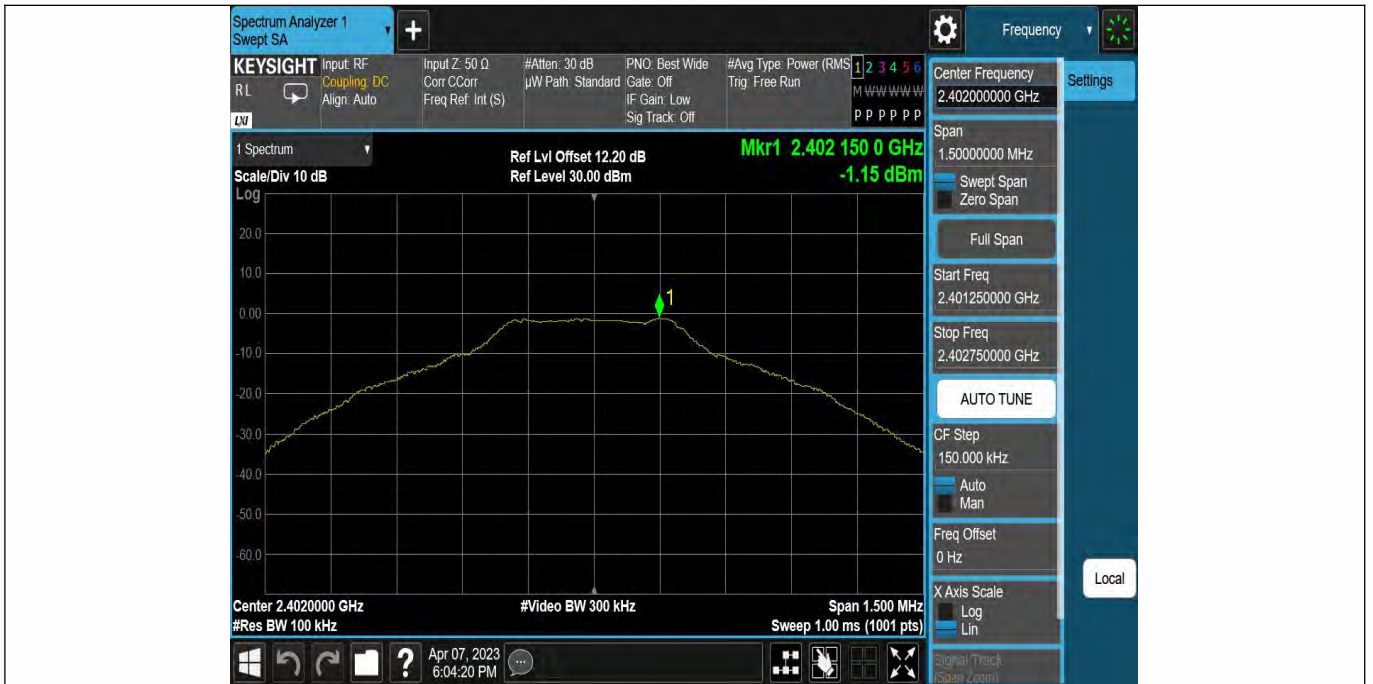 Spectrum Analyzer 1
Swept SA
+
Frequency
KEYSIGHT
RL
LXI
Input: RF
Coupling: DC
Align: Auto
Input Z: 50 Ω
Corr CCorr
Freq Ref: Int (S)
#Atten: 30 dB
µW Path: Standard
PNO: Best Wide
Gate: Off
IF Gain: Low
Sig Track: Off
#Avg Type: Power (RMS
Trig: Free Run
1 2 3 4 5 6
M W W W W W
P P P P P P
Center Frequency
2.402000000 GHz
Settings
1 Spectrum
Scale/Div 10 dB
Ref Lvl Offset 12.20 dB
Ref Level 30.00 dBm
Mkr1 2.402 150 0 GHz
-1.15 dBm
Span
1.50000000 MHz
Swept Span
Zero Span
Full Span
Start Freq
2.401250000 GHz
Stop Freq
2.402750000 GHz
AUTO TUNE
CF Step
150.000 kHz
Auto
Man
Freq Offset
0 Hz
X Axis Scale
Log
Lin
Signal Track
(Span Zoom)
Local
Log
20.0
10.0
0.00
-10.0
-20.0
-30.0
-40.0
-50.0
-60.0
1
Center 2.4020000 GHz
#Res BW 100 kHz
#Video BW 300 kHz
Span 1.500 MHz
Sweep 1.00 ms (1001 pts)
?
Apr 07, 2023
6:04:20 PM